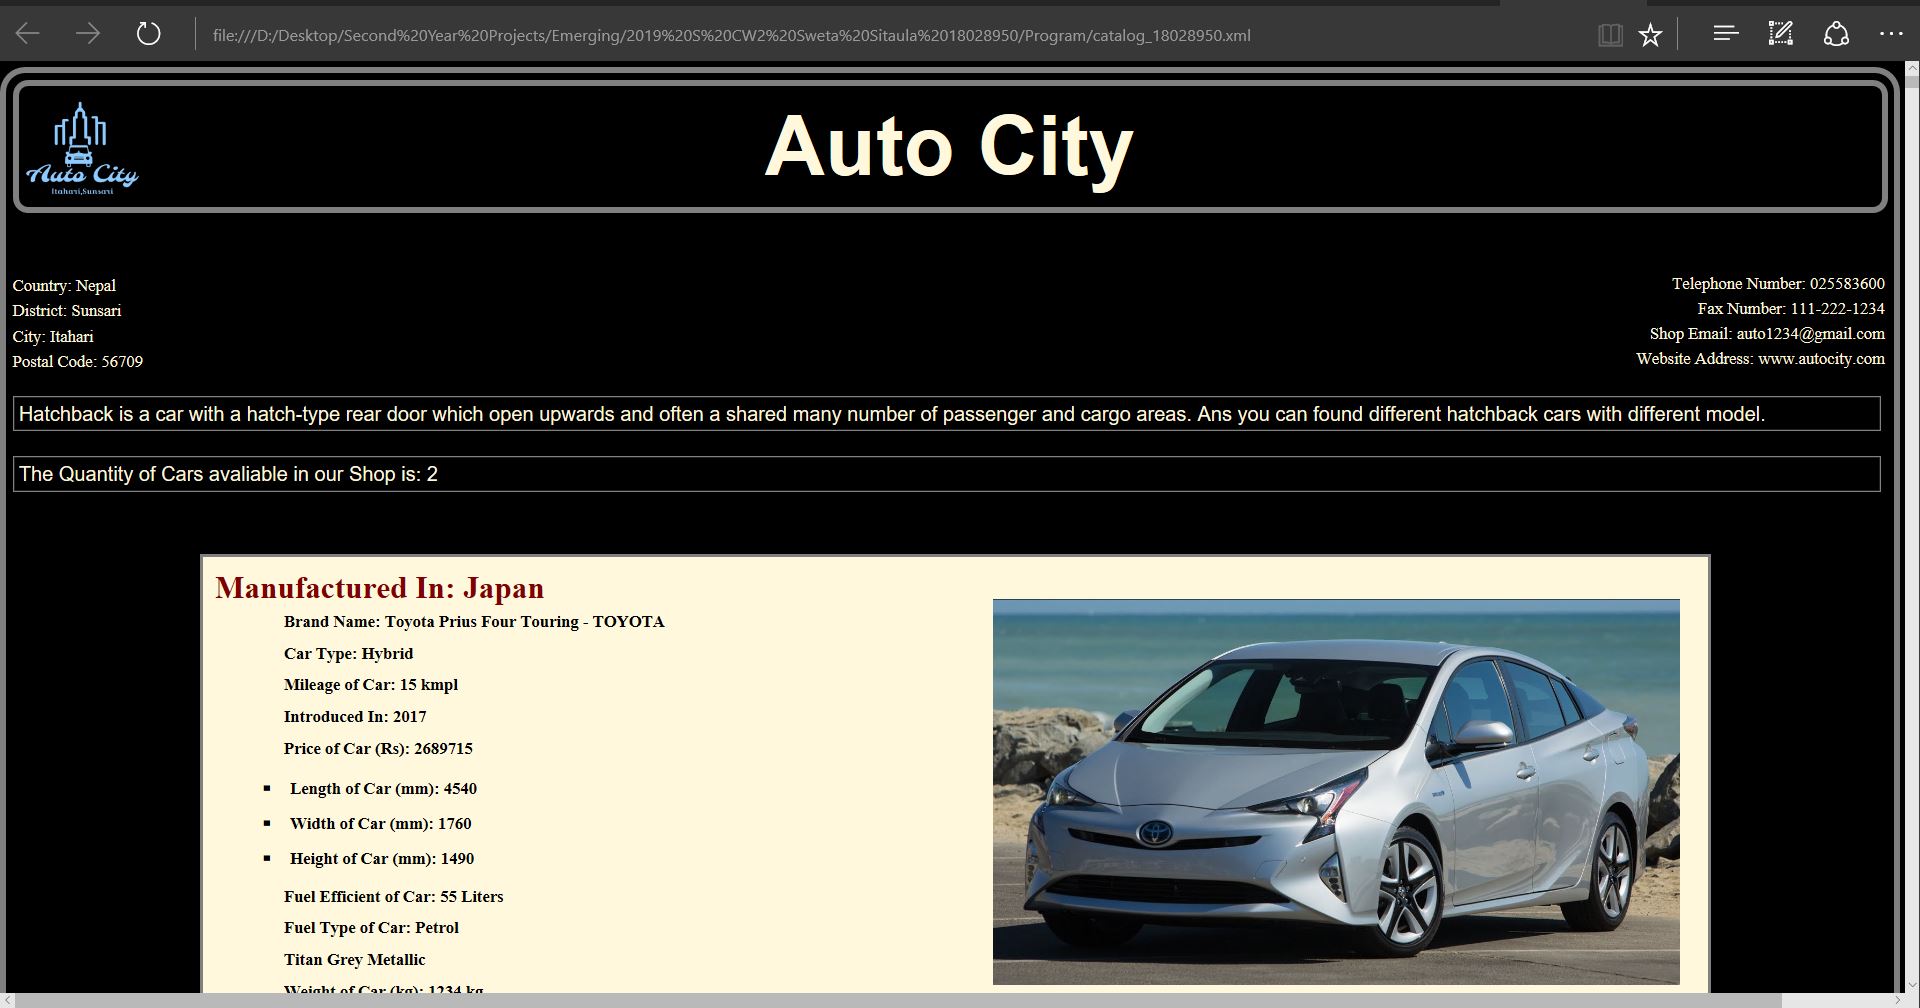 file:///D:/Desktop/Second%20Year%20Projects/Emerging/2019%20S%20CW2%20Sweta%20Sitaula%2018028950/Program/catalog_18028950.xml
Auto City
Itahari,Sunsari
Auto City
Country: Nepal
District: Sunsari
City: Itahari
Postal Code: 56709
Telephone Number: 025583600
Fax Number: 111-222-1234
Shop Email: auto1234@gmail.com
Website Address: www.autocity.com
Hatchback is a car with a hatch-type rear door which open upwards and often a shared many number of passenger and cargo areas. Ans you can found different hatchback cars with different model.
The Quantity of Cars avaliable in our Shop is: 2
Manufactured In: Japan
Brand Name: Toyota Prius Four Touring - TOYOTA
Car Type: Hybrid
Mileage of Car: 15 kmpl
Introduced In: 2017
Price of Car (Rs): 2689715
▪ Length of Car (mm): 4540
▪ Width of Car (mm): 1760
▪ Height of Car (mm): 1490
Fuel Efficient of Car: 55 Liters
Fuel Type of Car: Petrol
Titan Grey Metallic
Weight of Car (kg): 1234 kg